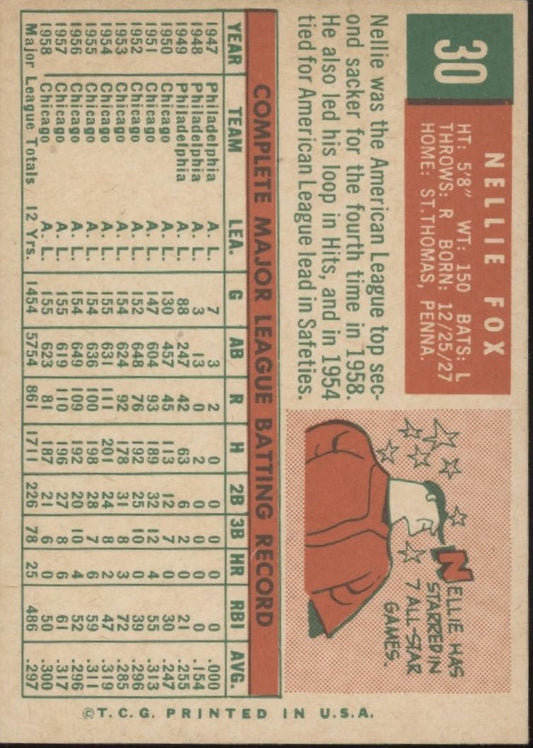 30
NELLIE FOX
HT: 5'8" WT: 150 BATS: L
THROWS: R BORN: 12/25/27
HOME: ST. THOMAS, PENNA.
Nellie was the American League top sec-
ond sacker for the fourth time in 1958.
He also led his loop in Hits, and in 1954
tied for American League lead in Safeties.
NELLIE HAS
STARRED IN
7 ALL-STAR
GAMES.
COMPLETE MAJOR LEAGUE BATTING RECORD
YEAR TEAM LEA. G AB R H 2B 3B HR RBI AVG.
1947 Philadelphia A. L. 7 3 2 0 0 0 0 0 .000
1948 Philadelphia A. L. 3 13 0 2 0 0 0 0 .154
1949 Philadelphia A. L. 88 247 42 63 6 2 0 21 .255
1950 Chicago A. L. 130 457 45 113 12 7 0 30 .247
1951 Chicago A. L. 147 604 93 189 32 12 4 55 .313
1952 Chicago A. L. 152 648 76 192 25 10 0 39 .296
1953 Chicago A. L. 154 624 92 178 31 8 3 72 .285
1954 Chicago A. L. 155 631 111 201 24 8 2 47 .319
1955 Chicago A. L. 154 636 100 198 28 7 6 59 .311
1956 Chicago A. L. 154 649 109 192 20 10 4 52 .296
1957 Chicago A. L. 155 619 110 196 27 8 6 61 .317
1958 Chicago A. L. 155 623 81 187 21 6 0 50 .300
Major League Totals 12 Yrs. 1454 5754 861 1711 226 78 25 486 .297
©T.C.G. PRINTED IN U.S.A.